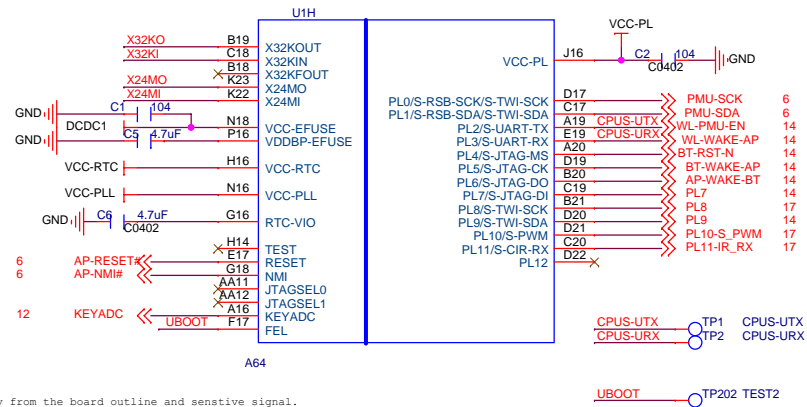 U1H
VCC-PL
X32KO B19 X32KOUT
X32KI C18 X32KIN
B18 X32KFOUT
X24MO K23 X24MO
X24MI K22 X24MI
GND C1 104
DCDC1 N18 VCC-EFUSE
GND C5 4.7uF P16 VDDBP-EFUSE
VCC-RTC H16 VCC-RTC
VCC-PLL N16 VCC-PLL
GND C6 4.7uF C0402 G16 RTC-VIO
H14 TEST
6 AP-RESET# E17 RESET
6 AP-NMI# G18 NMI
AA11 JTAGSEL0
AA12 JTAGSEL1
12 KEYADC A16 KEYADC
UBOOT F17 FEL
A64
VCC-PL J16 C2 104 C0402 GND
PL0/S-RSB-SCK/S-TWI-SCK D17 PMU-SCK 6
PL1/S-RSB-SDA/S-TWI-SDA C17 PMU-SDA 6
PL2/S-UART-TX A19 CPUS-UTX WL-PMU-EN 14
PL3/S-UART-RX E19 CPUS-URX WL-WAKE-AP 14
PL4/S-JTAG-MS A20 BT-RST-N 14
PL5/S-JTAG-CK D19 BT-WAKE-AP 14
PL6/S-JTAG-DO B20 AP-WAKE-BT 14
PL7/S-JTAG-DI C19 PL7 14
PL8/S-TWI-SCK B21 PL8 17
PL9/S-TWI-SDA D20 PL9 14
PL10/S-PWM D21 PL10-S_PWM 17
PL11/S-CIR-RX C20 PL11-IR_RX 17
PL12 D22
CPUS-UTX TP1 CPUS-UTX
CPUS-URX TP2 CPUS-URX
UBOOT TP202 TEST2
from the board outline and senstive signal.